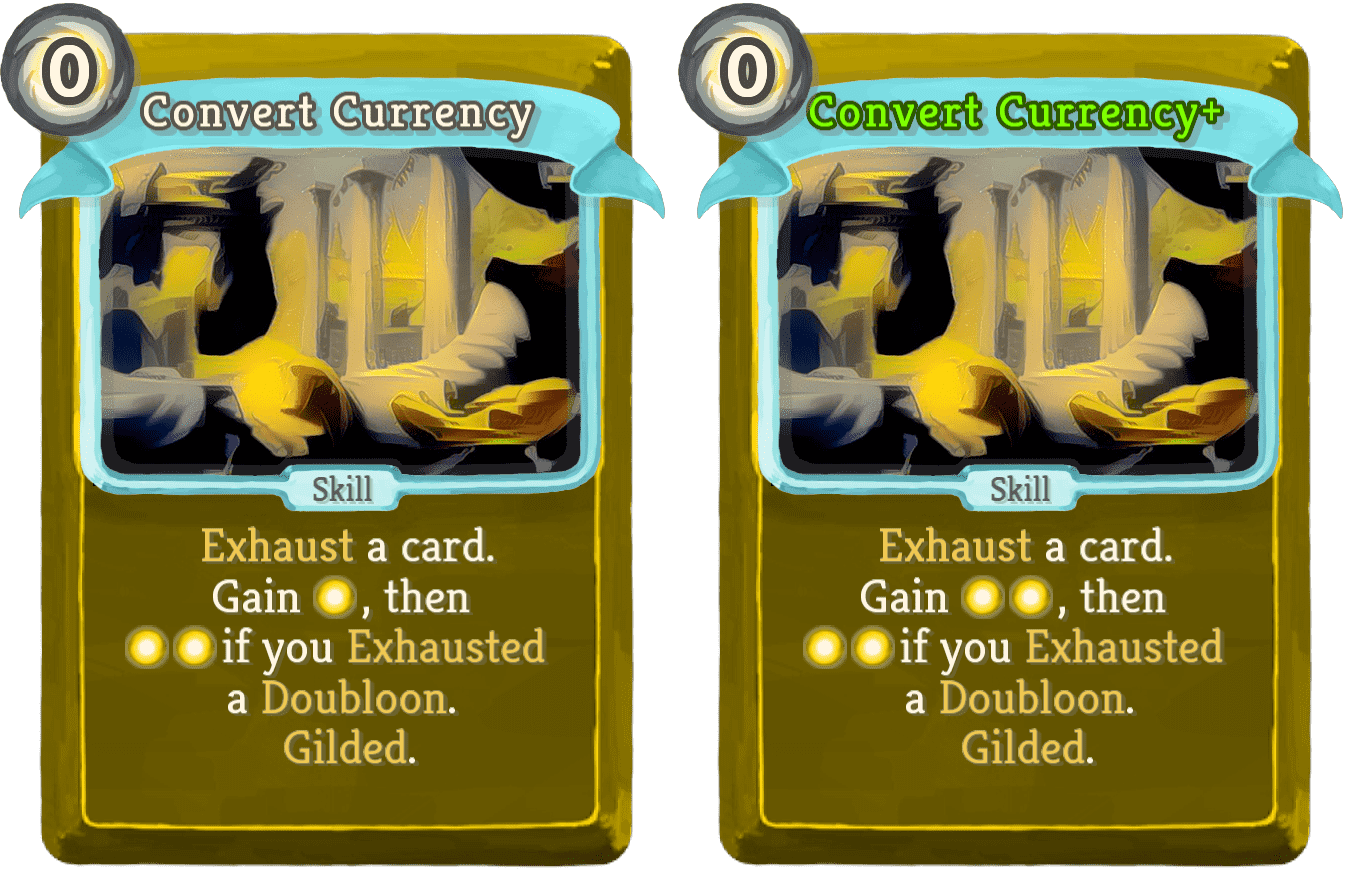 0
Convert Currency
Skill
Exhaust a card.
Gain , then
if you Exhausted
a Doubloon.
Gilded.
0
Convert Currency+
Skill
Exhaust a card.
Gain , then
if you Exhausted
a Doubloon.
Gilded.